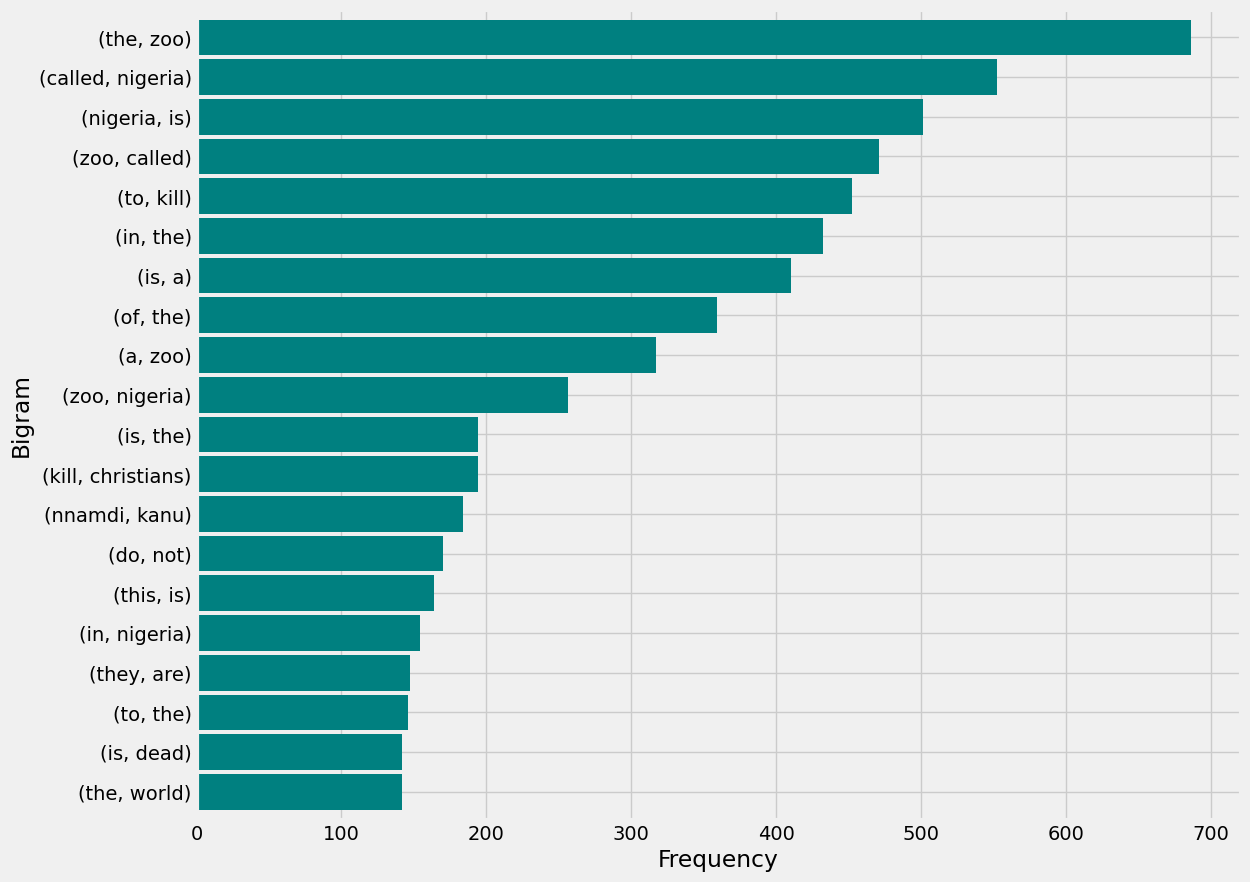 (the, zoo)
(called, nigeria)
(nigeria, is)
(zoo, called)
(to, kill)
(in, the)
(is, a)
(of, the)
(a, zoo)
(zoo, nigeria)
(is, the)
(kill, christians)
(nnamdi, kanu)
(do, not)
(this, is)
(in, nigeria)
(they, are)
(to, the)
(is, dead)
(the, world)
Bigram
0 100 200 300 400 500 600 700
Frequency